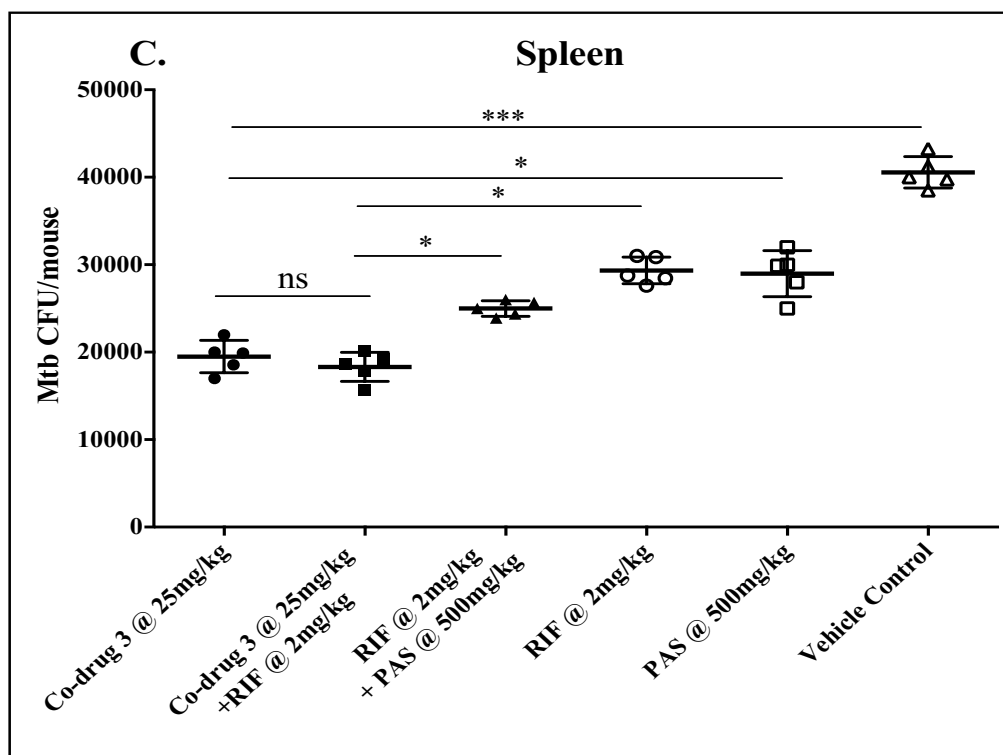 C.
Spleen
50000
40000
30000
20000
10000
0
Mtb CFU/mouse
***
*
*
*
ns
Co-drug 3 @ 25mg/kg
Co-drug 3 @ 25mg/kg
+RIF @ 2mg/kg
RIF @ 2mg/kg
+ PAS @ 500mg/kg
RIF @ 2mg/kg
PAS @ 500mg/kg
Vehicle Control